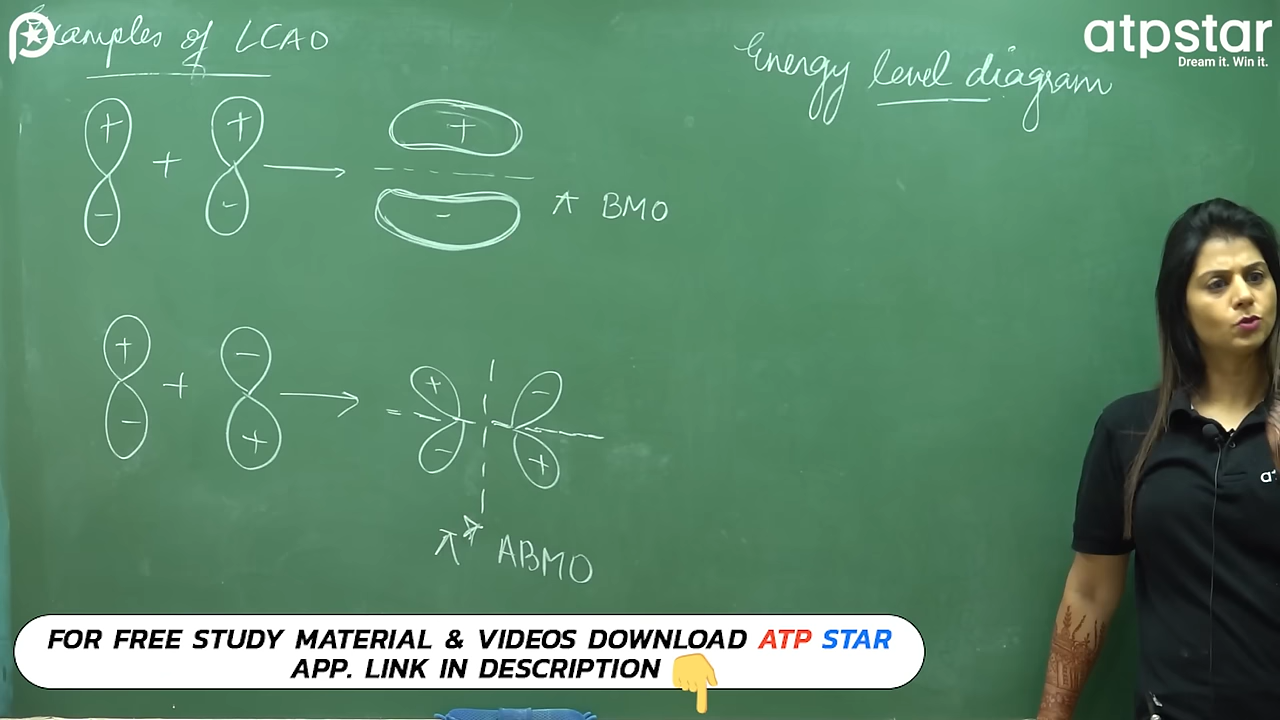 Examples of LCAO
Energy level diagram
atpstar
Dream it. Win it.
+ + +
+
- - -
π BMO
+ - + -
+
- + - +
π* ABMO
at
FOR FREE STUDY MATERIAL & VIDEOS DOWNLOAD ATP STAR
APP. LINK IN DESCRIPTION